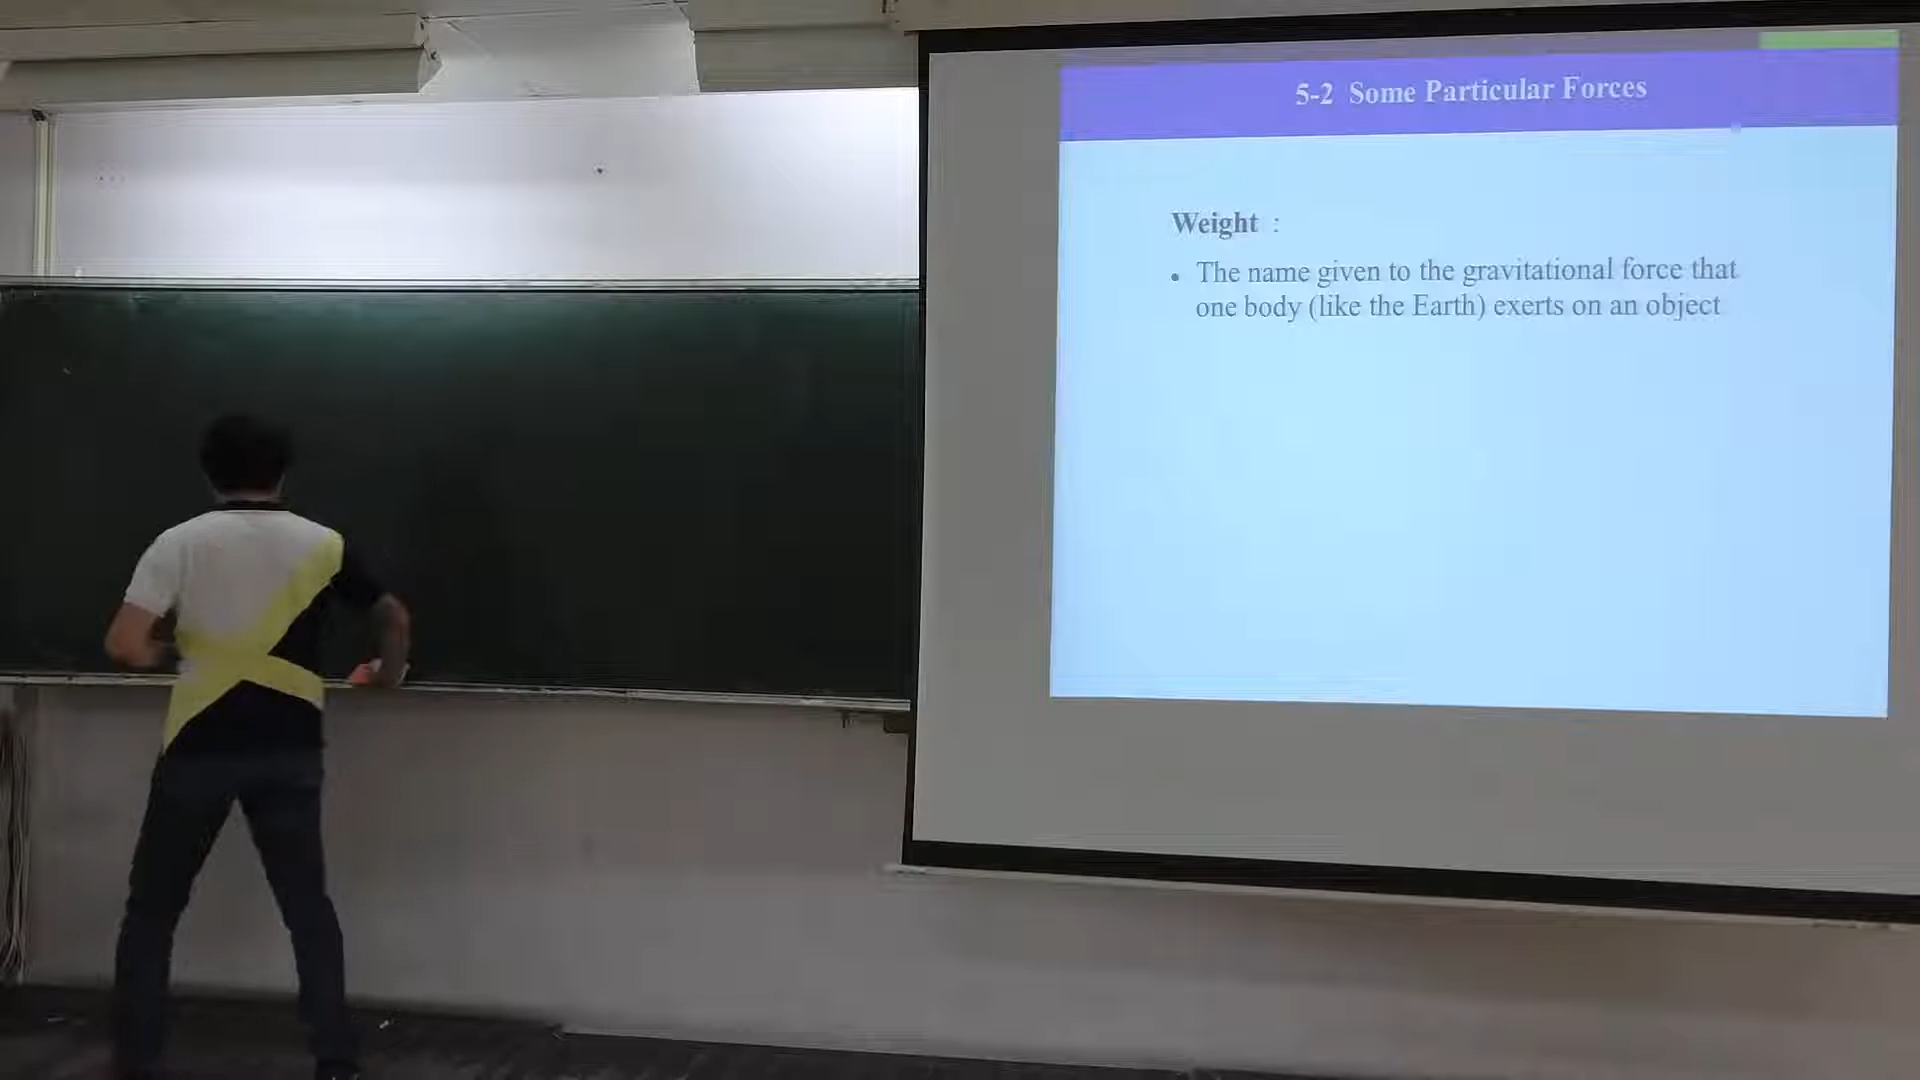 5-2 Some Particular Forces
Weight :
• The name given to the gravitational force that
one body (like the Earth) exerts on an object